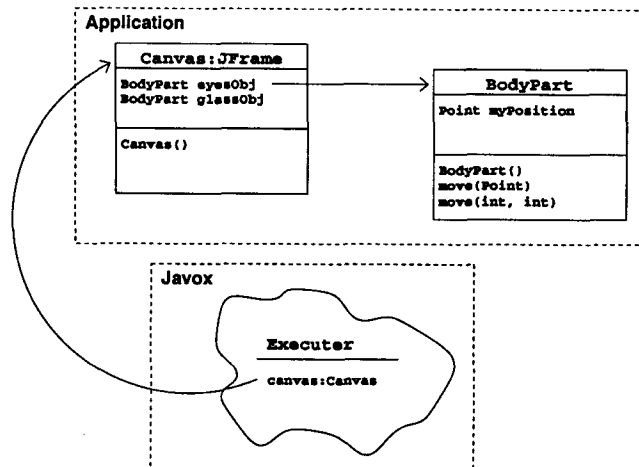 Application
Canvas:JFrame
BodyPart eyesObj
BodyPart glassObj
Canvas()
BodyPart
Point myPosition
BodyPart()
move(Point)
move(int, int)
Javox
Executer
canvas:Canvas